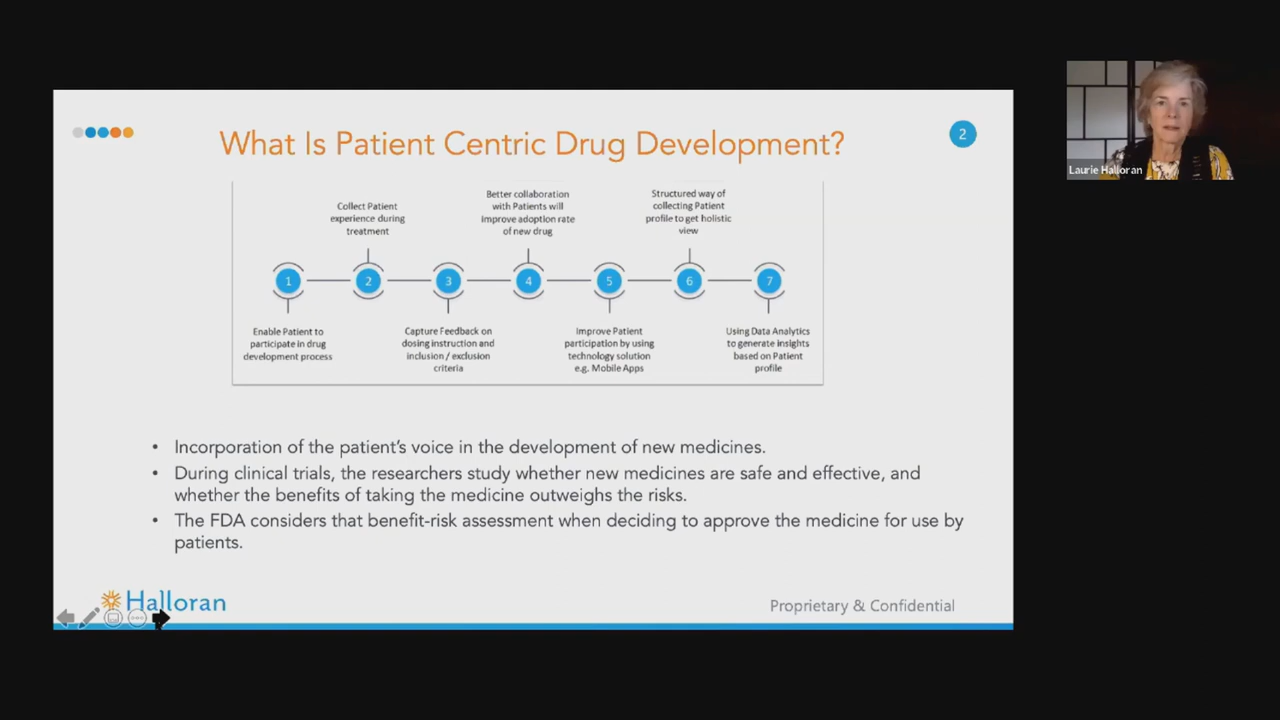 What Is Patient Centric Drug Development?
2
Collect Patient
experience during
treatment
Better collaboration
with Patients will
improve adoption rate
of new drug
Structured way of
collecting Patient
profile to get holistic
view
1
2
3
4
5
6
7
Enable Patient to
participate in drug
development process
Capture Feedback on
dosing instruction and
inclusion / exclusion
criteria
Improve Patient
participation by using
technology solution
e.g. Mobile Apps
Using Data Analytics
to generate insights
based on Patient
profile
• Incorporation of the patient's voice in the development of new medicines.
• During clinical trials, the researchers study whether new medicines are safe and effective, and
whether the benefits of taking the medicine outweighs the risks.
• The FDA considers that benefit-risk assessment when deciding to approve the medicine for use by
patients.
Halloran
Proprietary & Confidential
Laurie Halloran